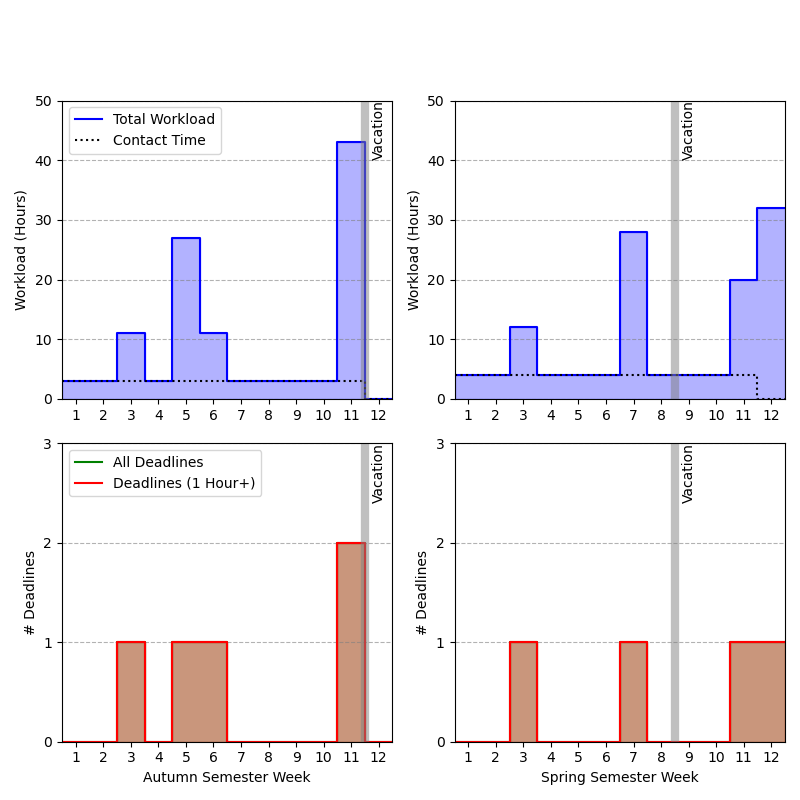 50
40
30
20
10
0
Workload (Hours)
Total Workload
Contact Time
Vacation
1 2 3 4 5 6 7 8 9 10 11 12
50
40
30
20
10
0
Workload (Hours)
Vacation
1 2 3 4 5 6 7 8 9 10 11 12
3
2
1
0
# Deadlines
All Deadlines
Deadlines (1 Hour+)
Vacation
1 2 3 4 5 6 7 8 9 10 11 12
Autumn Semester Week
3
2
1
0
# Deadlines
Vacation
1 2 3 4 5 6 7 8 9 10 11 12
Spring Semester Week